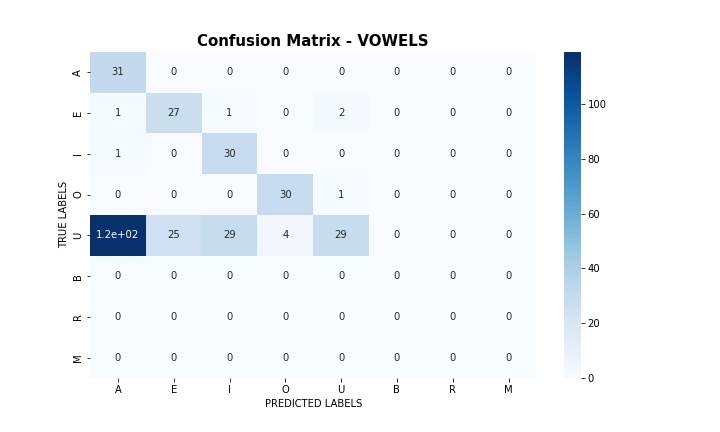 Confusion Matrix - VOWELS
A 31 0 0 0 0 0 0 0
E 1 27 1 0 2 0 0 0
I 1 0 30 0 0 0 0 0
O 0 0 0 30 1 0 0 0
U 1.2e+02 25 29 4 29 0 0 0
B 0 0 0 0 0 0 0 0
R 0 0 0 0 0 0 0 0
M 0 0 0 0 0 0 0 0
A E I O U B R M
TRUE LABELS
PREDICTED LABELS
100
80
60
40
20
0